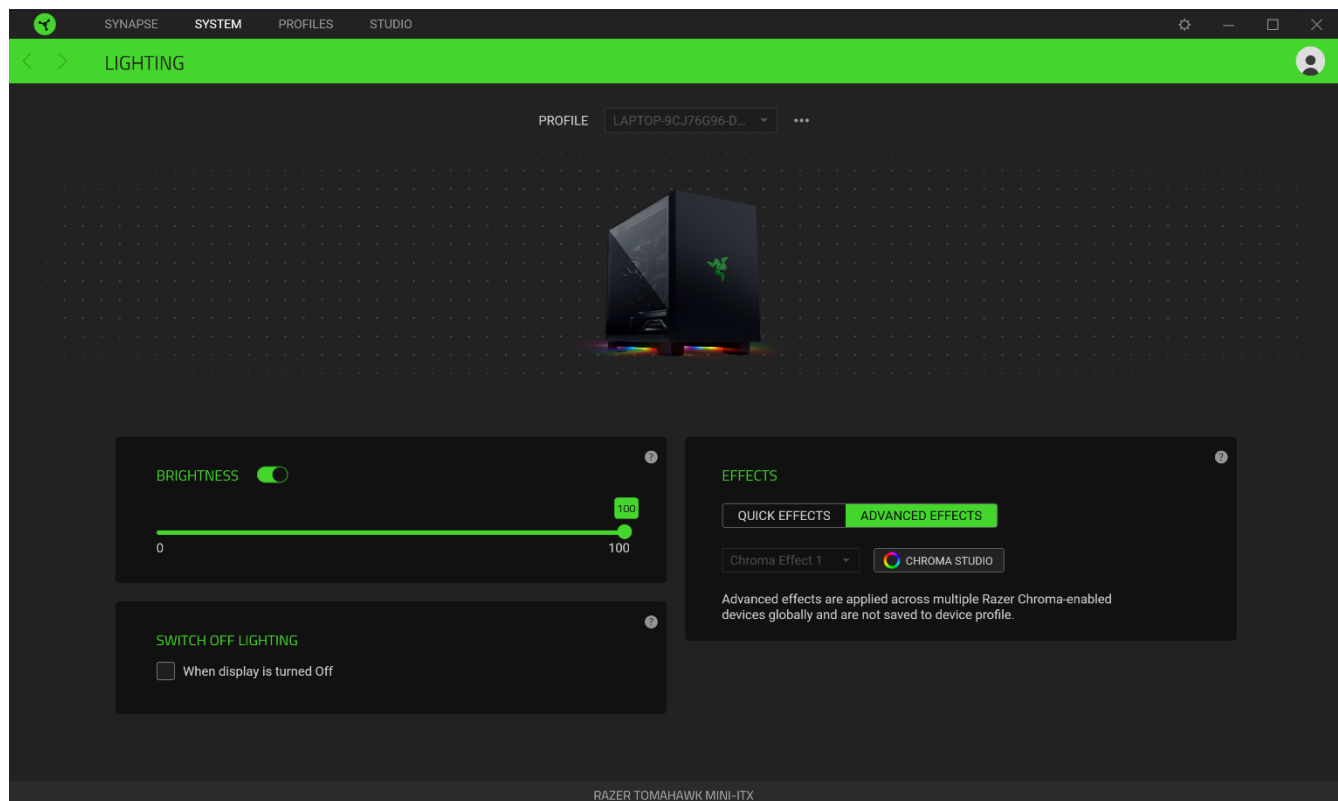 SYNAPSE SYSTEM PROFILES STUDIO
LIGHTING
PROFILE LAPTOP-9CJ76G96-D... •••
BRIGHTNESS
100
0 100
SWITCH OFF LIGHTING
When display is turned Off
EFFECTS
QUICK EFFECTS ADVANCED EFFECTS
Chroma Effect 1 CHROMA STUDIO
Advanced effects are applied across multiple Razer Chroma-enabled
devices globally and are not saved to device profile.
RAZER TOMAHAWK MINI-ITX